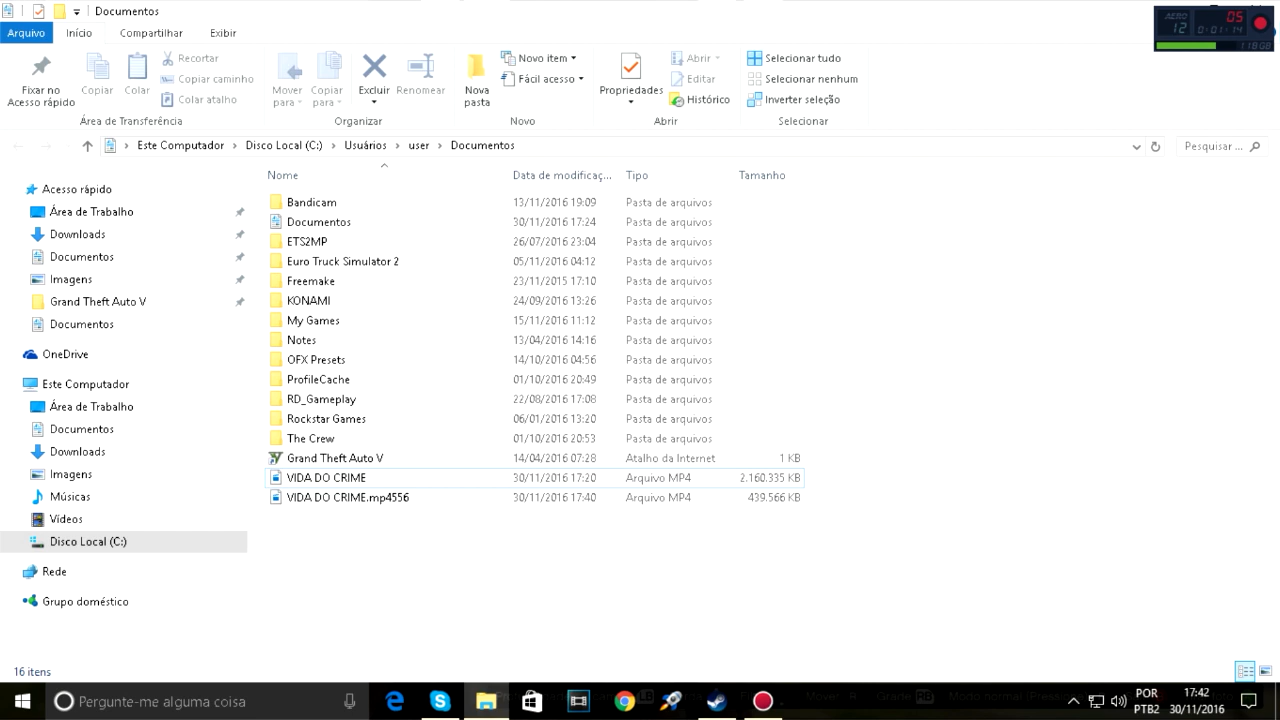 Documentos
Arquivo Início Compartilhar Exibir
AERO 12 05 0:01:14 118GB
Fixar no Acesso rápido
Copiar
Colar
Recortar
Copiar caminho
Colar atalho
Área de Transferência
Mover para
Copiar para
Excluir
Renomear
Organizar
Nova pasta
Novo item
Fácil acesso
Novo
Propriedades
Abrir
Editar
Histórico
Abrir
Selecionar tudo
Selecionar nenhum
Inverter seleção
Selecionar
Este Computador Disco Local (C:) Usuários user Documentos
Pesquisar ...
Nome Data de modificaç... Tipo Tamanho
Acesso rápido
Área de Trabalho
Downloads
Documentos
Imagens
Grand Theft Auto V
Documentos
OneDrive
Este Computador
Área de Trabalho
Documentos
Downloads
Imagens
Músicas
Vídeos
Disco Local (C:)
Rede
Grupo doméstico
Bandicam 13/11/2016 19:09 Pasta de arquivos
Documentos 30/11/2016 17:24 Pasta de arquivos
ETS2MP 26/07/2016 23:04 Pasta de arquivos
Euro Truck Simulator 2 05/11/2016 04:12 Pasta de arquivos
Freemake 23/11/2015 17:10 Pasta de arquivos
KONAMI 24/09/2016 13:26 Pasta de arquivos
My Games 15/11/2016 11:12 Pasta de arquivos
Notes 13/04/2016 14:16 Pasta de arquivos
OFX Presets 14/10/2016 04:56 Pasta de arquivos
ProfileCache 01/10/2016 20:49 Pasta de arquivos
RD_Gameplay 22/08/2016 17:08 Pasta de arquivos
Rockstar Games 06/01/2016 13:20 Pasta de arquivos
The Crew 01/10/2016 20:53 Pasta de arquivos
Grand Theft Auto V 14/04/2016 07:28 Atalho da Internet 1 KB
VIDA DO CRIME 30/11/2016 17:20 Arquivo MP4 2.160.335 KB
VIDA DO CRIME.mp4556 30/11/2016 17:40 Arquivo MP4 439.566 KB
16 itens
Pergunte-me alguma coisa
Mover
Grade RB
Modo normal
POR PTB2
17:42
30/11/2016